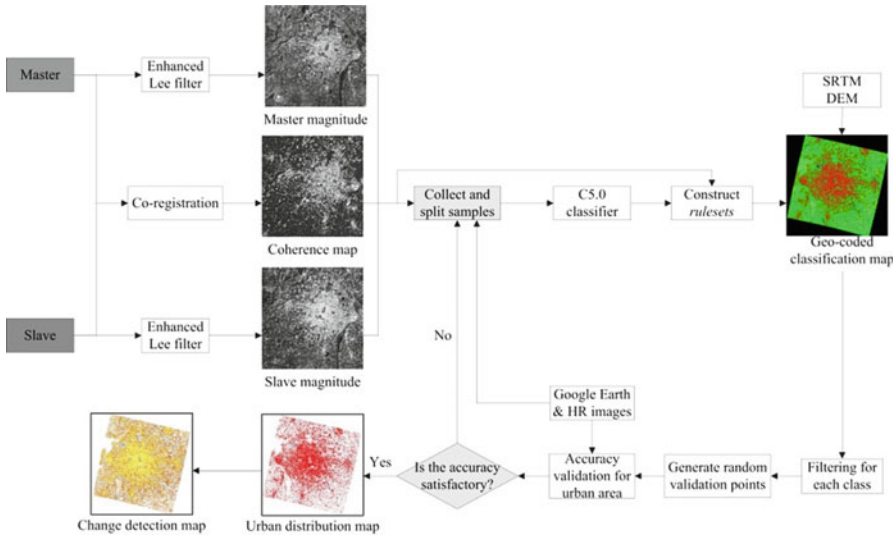 Master
Enhanced
Lee filter
Master magnitude
SRTM
DEM
Co-registration
Coherence map
Collect and
split samples
C5.0
classifier
Construct
rulesets
Geo-coded
classification map
Slave
Enhanced
Lee filter
Slave magnitude
No
Google Earth
& HR images
Change detection map
Urban distribution map
Yes
Is the accuracy
satisfactory?
Accuracy
validation for
urban area
Generate random
validation points
Filtering for
each class